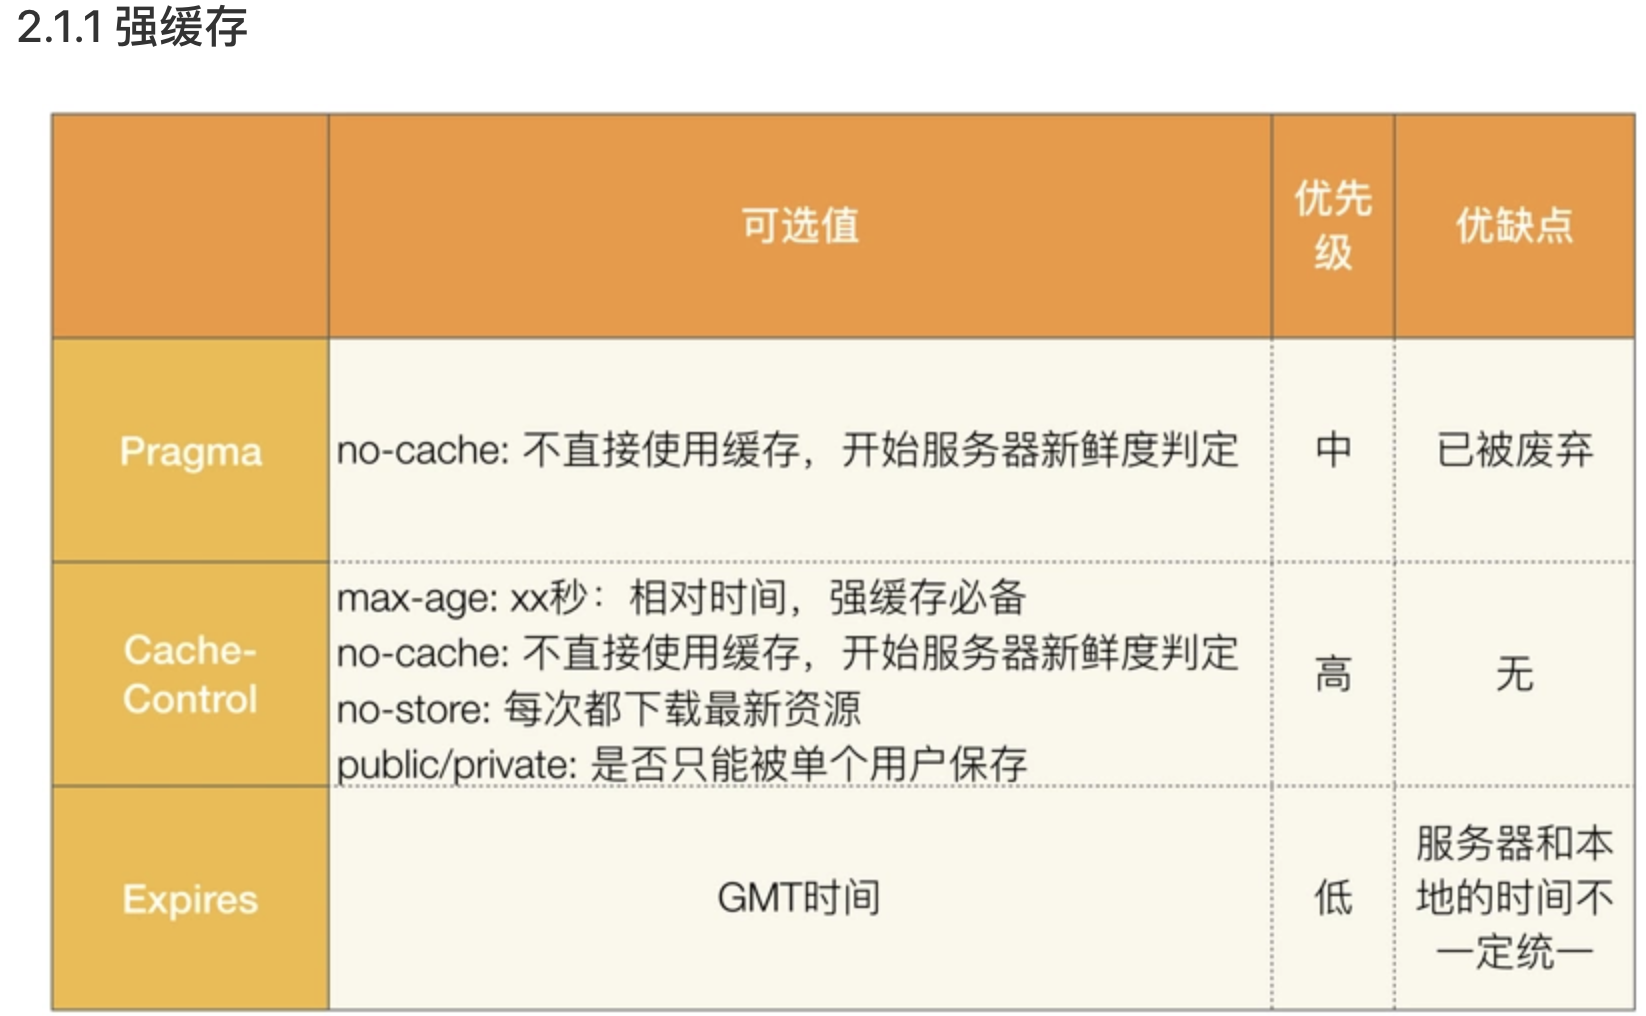 2.1.1 强缓存
可选值
优先
级
优缺点
Pragma
no-cache: 不直接使用缓存，开始服务器新鲜度判定
中
已被废弃
Cache-
Control
max-age: xx秒：相对时间，强缓存必备
no-cache: 不直接使用缓存，开始服务器新鲜度判定
no-store: 每次都下载最新资源
public/private: 是否只能被单个用户保存
高
无
Expires
GMT时间
低
服务器和本
地的时间不
一定统一